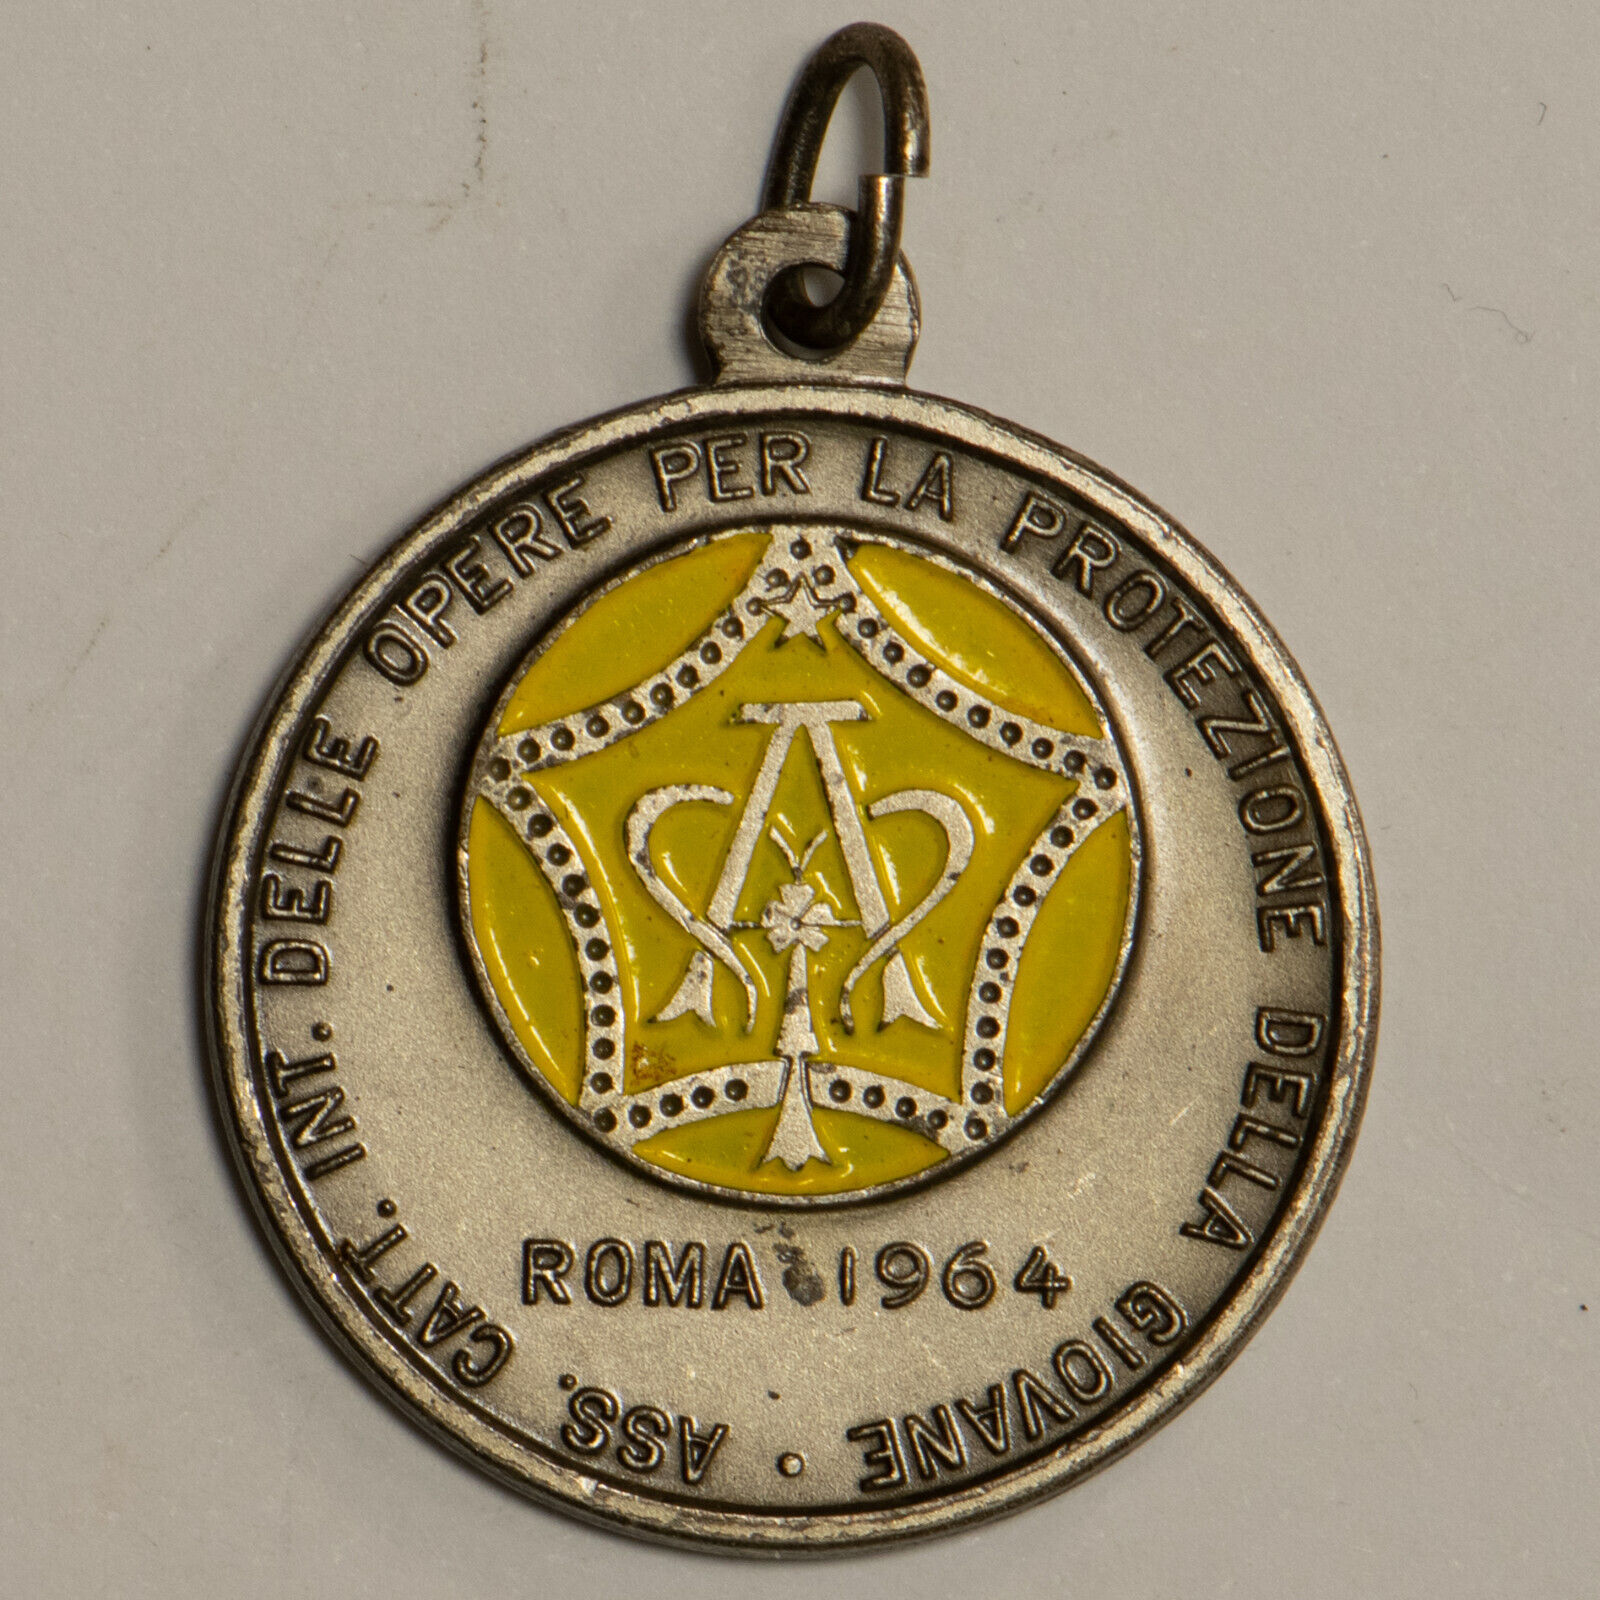 ASS. CATT. INT. DELLE OPERE PER LA PROTEZIONE DELLA GIOVANE •
ROMA 1964